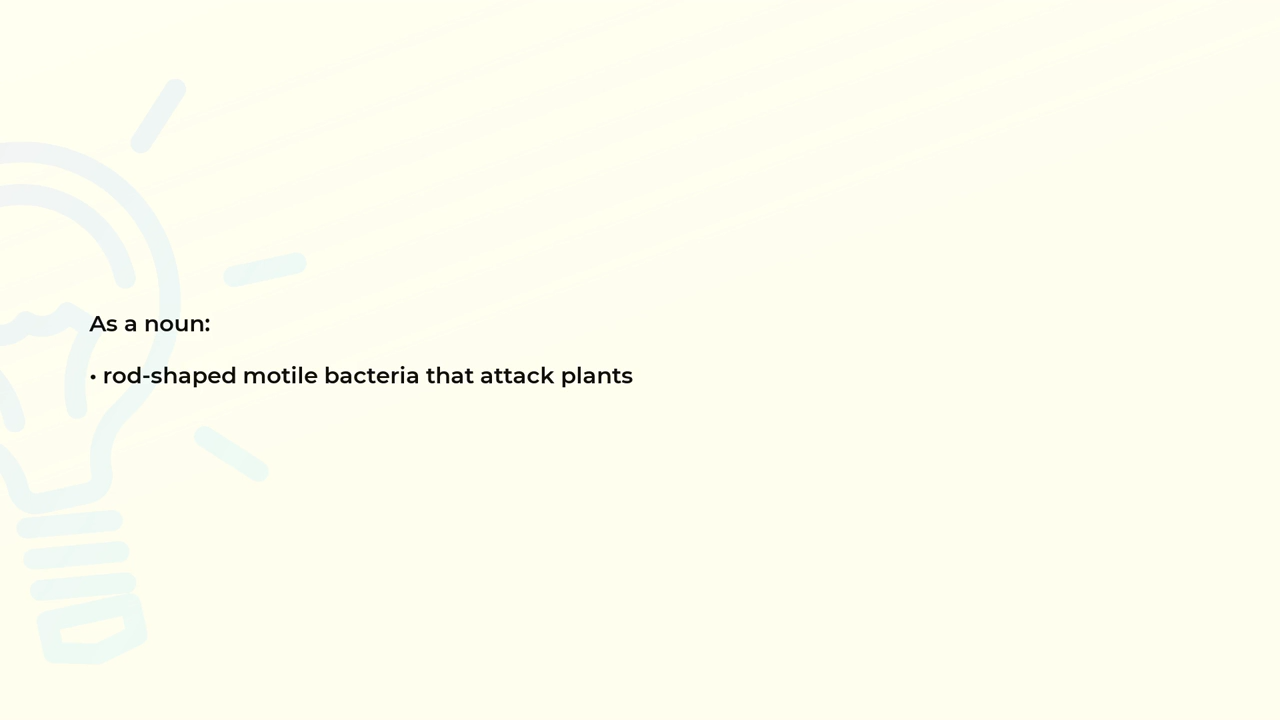 As a noun:
• rod-shaped motile bacteria that attack plants